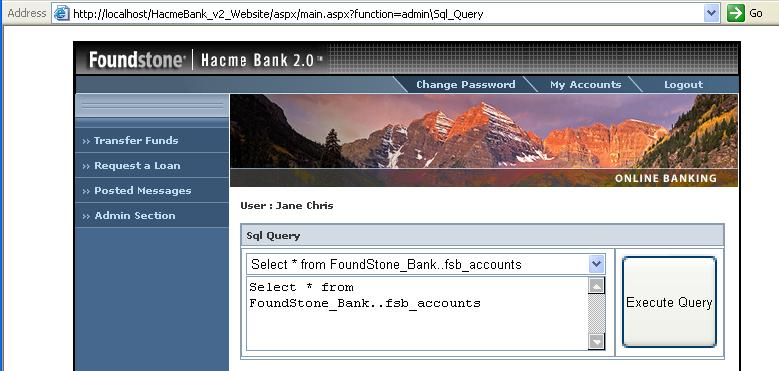 Address http://localhost/HacmeBank_v2_Website/aspx/main.aspx?function=admin\Sql_Query Go
Foundstone® Hacme Bank 2.0™
Change Password My Accounts Logout
›› Transfer Funds
›› Request a Loan
›› Posted Messages
›› Admin Section
ONLINE BANKING
User : Jane Chris
Sql Query
Select * from FoundStone_Bank..fsb_accounts
Select * from
FoundStone_Bank..fsb_accounts
Execute Query